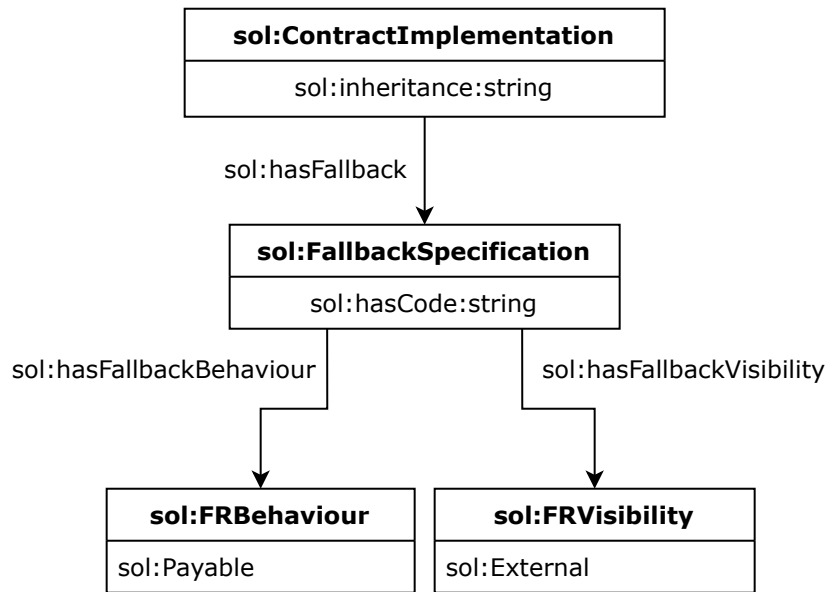 sol:ContractImplementation
sol:inheritance:string
sol:hasFallback
sol:FallbackSpecification
sol:hasCode:string
sol:hasFallbackBehaviour
sol:hasFallbackVisibility
sol:FRBehaviour
sol:Payable
sol:FRVisibility
sol:External